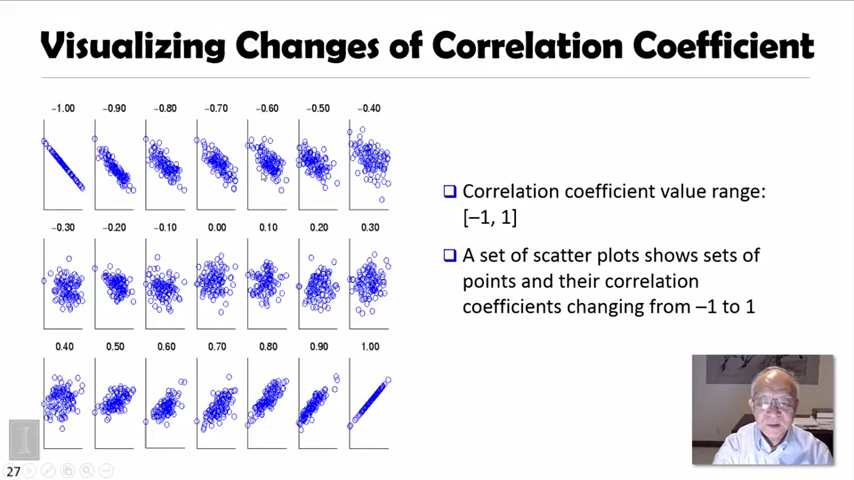 Visualizing Changes of Correlation Coefficient
−1.00 −0.90 −0.80 −0.70 −0.60 −0.50 −0.40
−0.30 −0.20 −0.10 0.00 0.10 0.20 0.30
0.40 0.50 0.60 0.70 0.80 0.90 1.00
Correlation coefficient value range:
[–1, 1]
A set of scatter plots shows sets of
points and their correlation
coefficients changing from –1 to 1
I
27